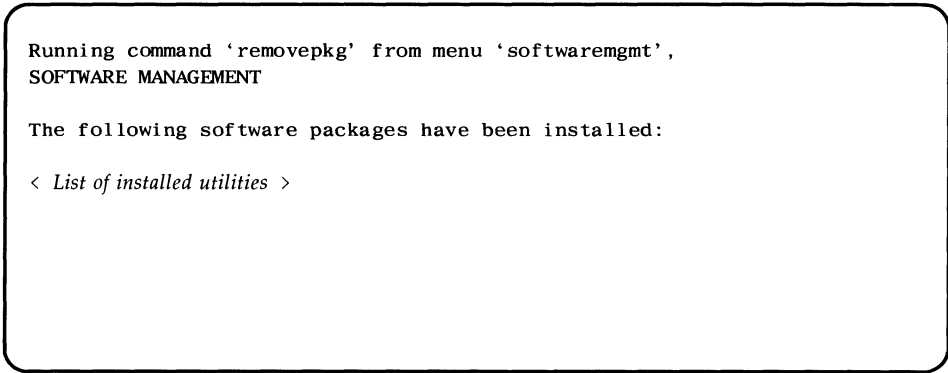 Running command ‘removepkg’ from menu ‘softwaremgmt’,
SOFTWARE MANAGEMENT
The following software packages have been installed:
< List of installed utilities >